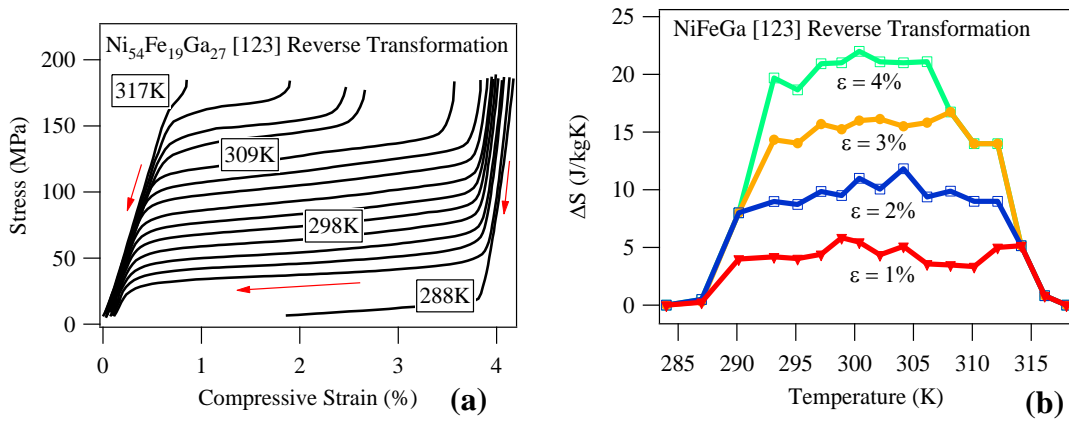 Ni54Fe19Ga27 [123] Reverse Transformation
317K
309K
298K
288K
200
150
100
50
0
Stress (MPa)
0 1 2 3 4
Compressive Strain (%)
(a)
NiFeGa [123] Reverse Transformation
ε = 4%
ε = 3%
ε = 2%
ε = 1%
25
20
15
10
5
0
ΔS (J/kgK)
285 290 295 300 305 310 315
Temperature (K)
(b)